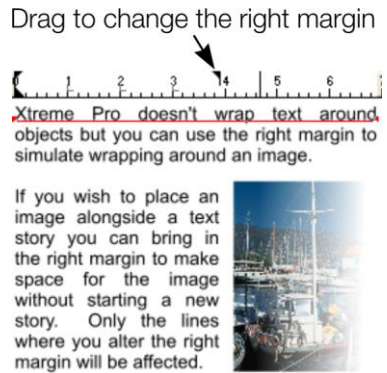 Drag to change the right margin
1 2 3 4 5 6
Xtreme Pro doesn't wrap text around
objects but you can use the right margin to
simulate wrapping around an image.
If you wish to place an
image alongside a text
story you can bring in
the right margin to make
space for the image
without starting a new
story. Only the lines
where you alter the right
margin will be affected.